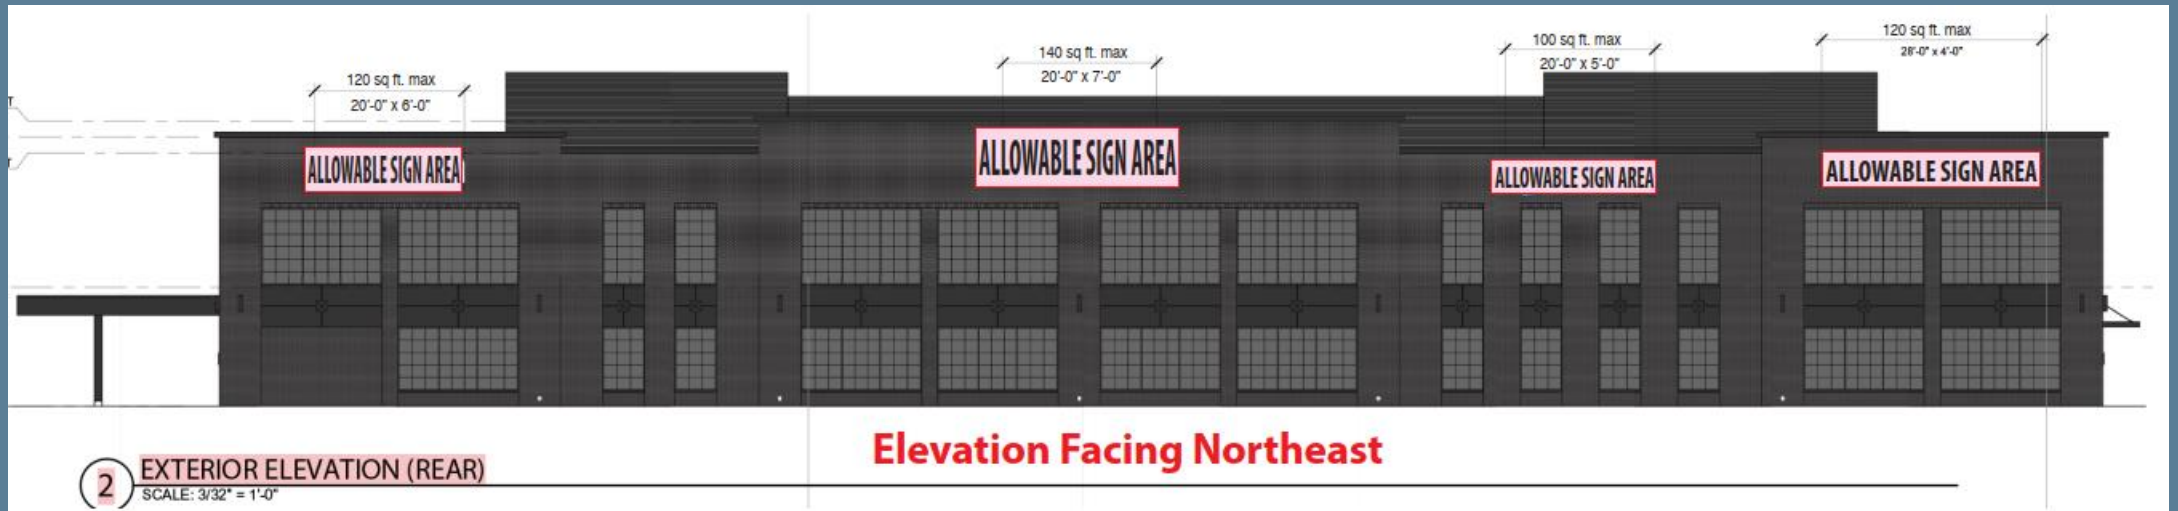 120 sq ft. max
20'-0" x 6'-0"
140 sq ft. max
20'-0" x 7'-0"
100 sq ft. max
20'-0" x 5'-0"
120 sq ft. max
28'-0" x 4'-0"
T
T
ALLOWABLE SIGN AREA
ALLOWABLE SIGN AREA
ALLOWABLE SIGN AREA
ALLOWABLE SIGN AREA
Elevation Facing Northeast
2
EXTERIOR ELEVATION (REAR)
SCALE: 3/32" = 1'-0"